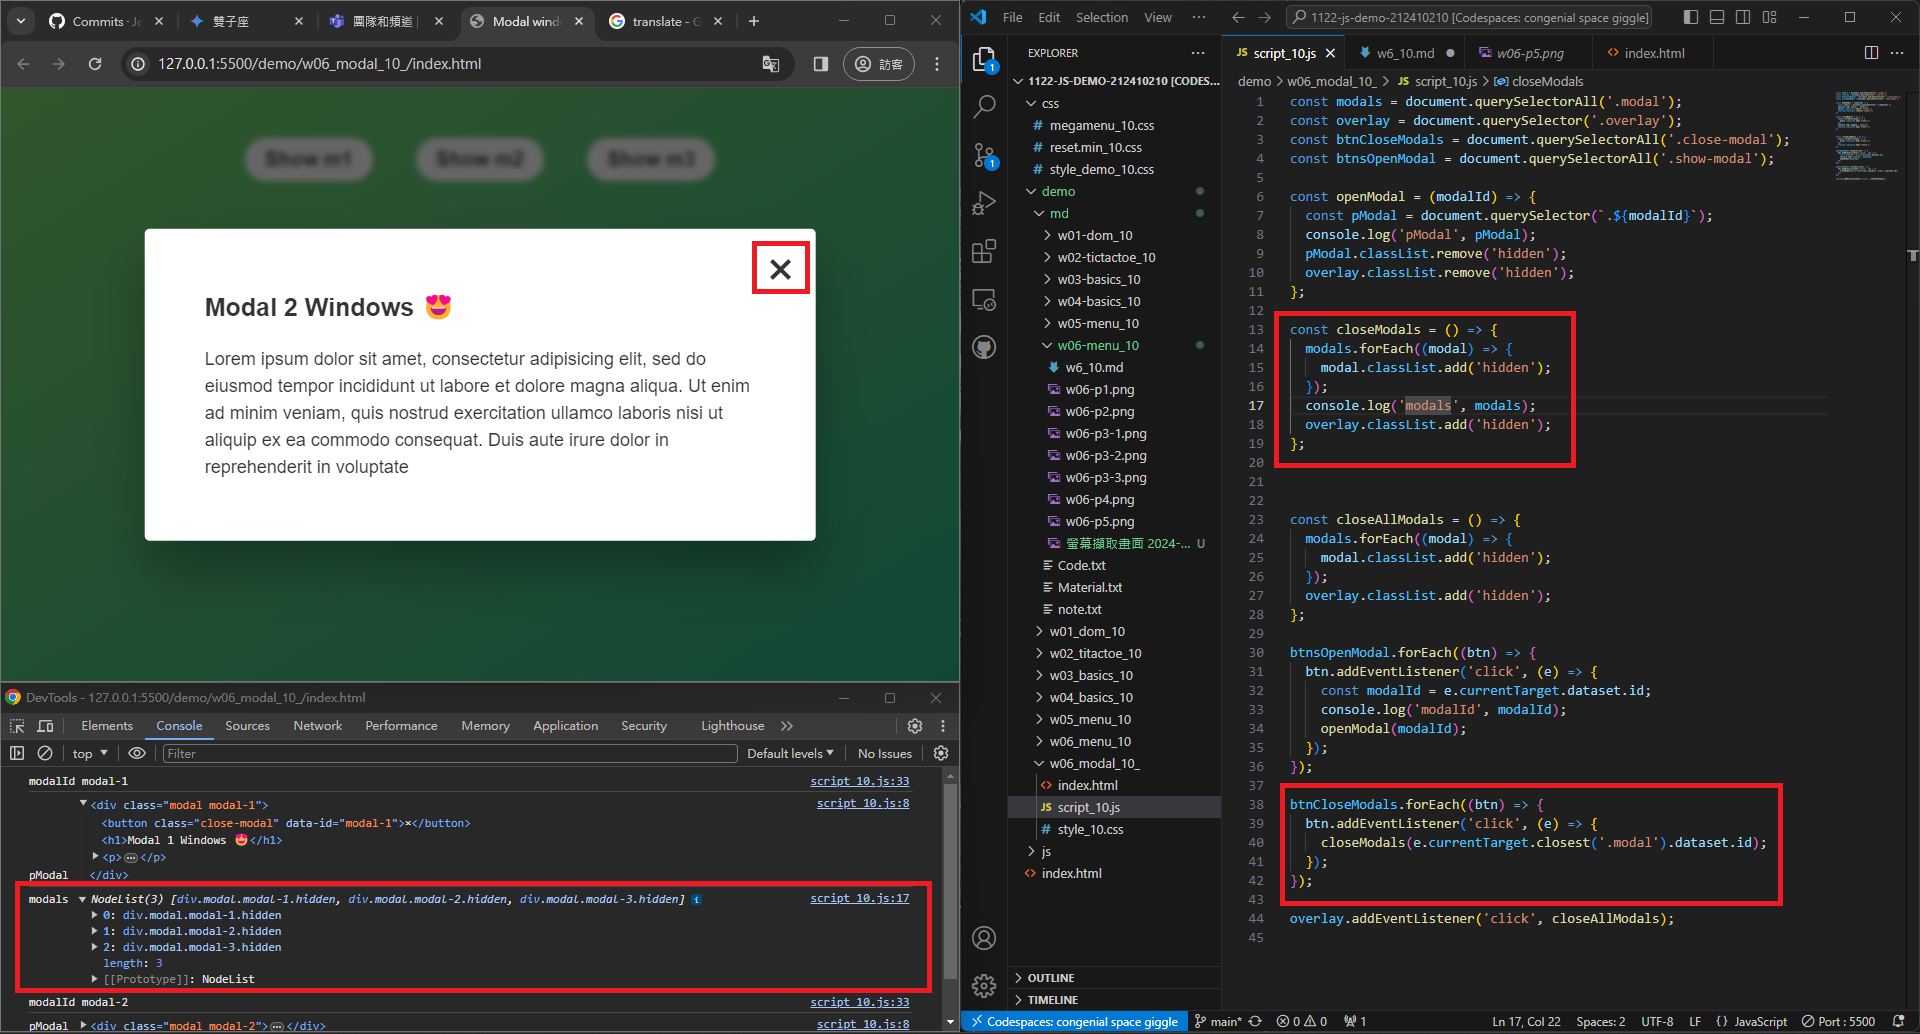 Commits · Je
雙子座
團隊和頻道
Modal wind
translate - G
127.0.0.1:5500/demo/w06_modal_10_/index.html
訪客
Show m1
Show m2
Show m3
Modal 2 Windows 😍
Lorem ipsum dolor sit amet, consectetur adipisicing elit, sed do
eiusmod tempor incididunt ut labore et dolore magna aliqua. Ut enim
ad minim veniam, quis nostrud exercitation ullamco laboris nisi ut
aliquip ex ea commodo consequat. Duis aute irure dolor in
reprehenderit in voluptate
DevTools - 127.0.0.1:5500/demo/w06_modal_10_/index.html
Elements Console Sources Network Performance Memory Application Security Lighthouse
top Filter Default levels No Issues
modalId modal-1 script_10.js:33
<div class="modal modal-1"> script_10.js:8
<button class="close-modal" data-id="modal-1">×</button>
<h1>Modal 1 Windows 😍</h1>
<p>…</p>
pModal </div>
modals NodeList(3) [div.modal.modal-1.hidden, div.modal.modal-2.hidden, div.modal.modal-3.hidden] i script_10.js:17
0: div.modal.modal-1.hidden
1: div.modal.modal-2.hidden
2: div.modal.modal-3.hidden
length: 3
[[Prototype]]: NodeList
modalId modal-2 script_10.js:33
pModal <div class="modal modal-2">…</div> script_10.js:8
File Edit Selection View ···
1122-js-demo-212410210 [Codespaces: congenial space giggle]
EXPLORER
1122-JS-DEMO-212410210 [CODES...
css
# megamenu_10.css
# reset.min_10.css
# style_demo_10.css
demo
md
w01-dom_10
w02-tictactoe_10
w03-basics_10
w04-basics_10
w05-menu_10
w06-menu_10
w6_10.md
w06-p1.png
w06-p2.png
w06-p3-1.png
w06-p3-2.png
w06-p3-3.png
w06-p4.png
w06-p5.png
螢幕擷取畫面 2024-... U
Code.txt
Material.txt
note.txt
w01_dom_10
w02_titactoe_10
w03_basics_10
w04_basics_10
w05_menu_10
w06_menu_10
w06_modal_10_
<> index.html
JS script_10.js
# style_10.css
js
<> index.html
OUTLINE
TIMELINE
JS script_10.js
w6_10.md
w06-p5.png
<> index.html
demo > w06_modal_10_ > JS script_10.js > closeModals
1 const modals = document.querySelectorAll('.modal');
2 const overlay = document.querySelector('.overlay');
3 const btnCloseModals = document.querySelectorAll('.close-modal');
4 const btnsOpenModal = document.querySelectorAll('.show-modal');
5
6 const openModal = (modalId) => {
7 const pModal = document.querySelector(`.${modalId}`);
8 console.log('pModal', pModal);
9 pModal.classList.remove('hidden');
10 overlay.classList.remove('hidden');
11 };
12
13 const closeModals = () => {
14 modals.forEach((modal) => {
15 modal.classList.add('hidden');
16 });
17 console.log('modals', modals);
18 overlay.classList.add('hidden');
19 };
20
21
22
23 const closeAllModals = () => {
24 modals.forEach((modal) => {
25 modal.classList.add('hidden');
26 });
27 overlay.classList.add('hidden');
28 };
29
30 btnsOpenModal.forEach((btn) => {
31 btn.addEventListener('click', (e) => {
32 const modalId = e.currentTarget.dataset.id;
33 console.log('modalId', modalId);
34 openModal(modalId);
35 });
36 });
37
38 btnCloseModals.forEach((btn) => {
39 btn.addEventListener('click', (e) => {
40 closeModals(e.currentTarget.closest('.modal').dataset.id);
41 });
42 });
43
44 overlay.addEventListener('click', closeAllModals);
45
Codespaces: congenial space giggle main* 0 0 1 Ln 17, Col 22 Spaces: 2 UTF-8 LF {} JavaScript Port : 5500